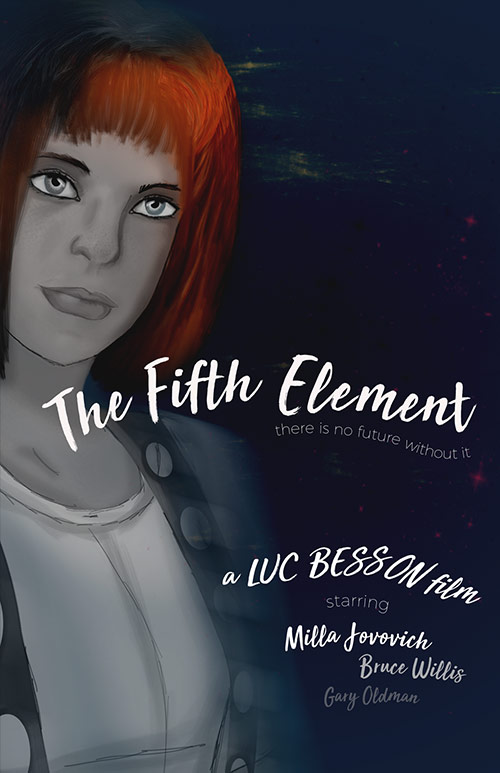 The Fifth Element
there is no future without it
a LUC BESSON film
starring
Milla Jovovich
Bruce Willis
Gary Oldman